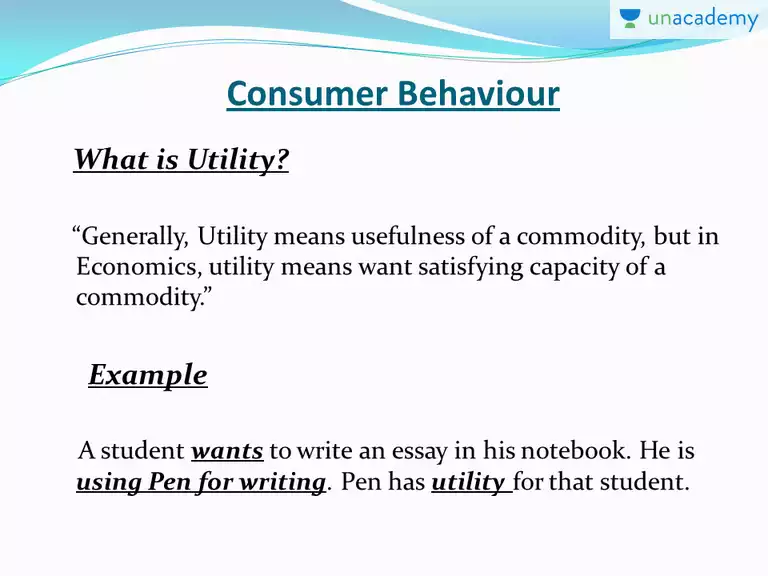 unacademy
Consumer Behaviour
What is Utility?
“Generally, Utility means usefulness of a commodity, but in
Economics, utility means want satisfying capacity of a
commodity.”
Example
A student wants to write an essay in his notebook. He is
using Pen for writing. Pen has utility for that student.